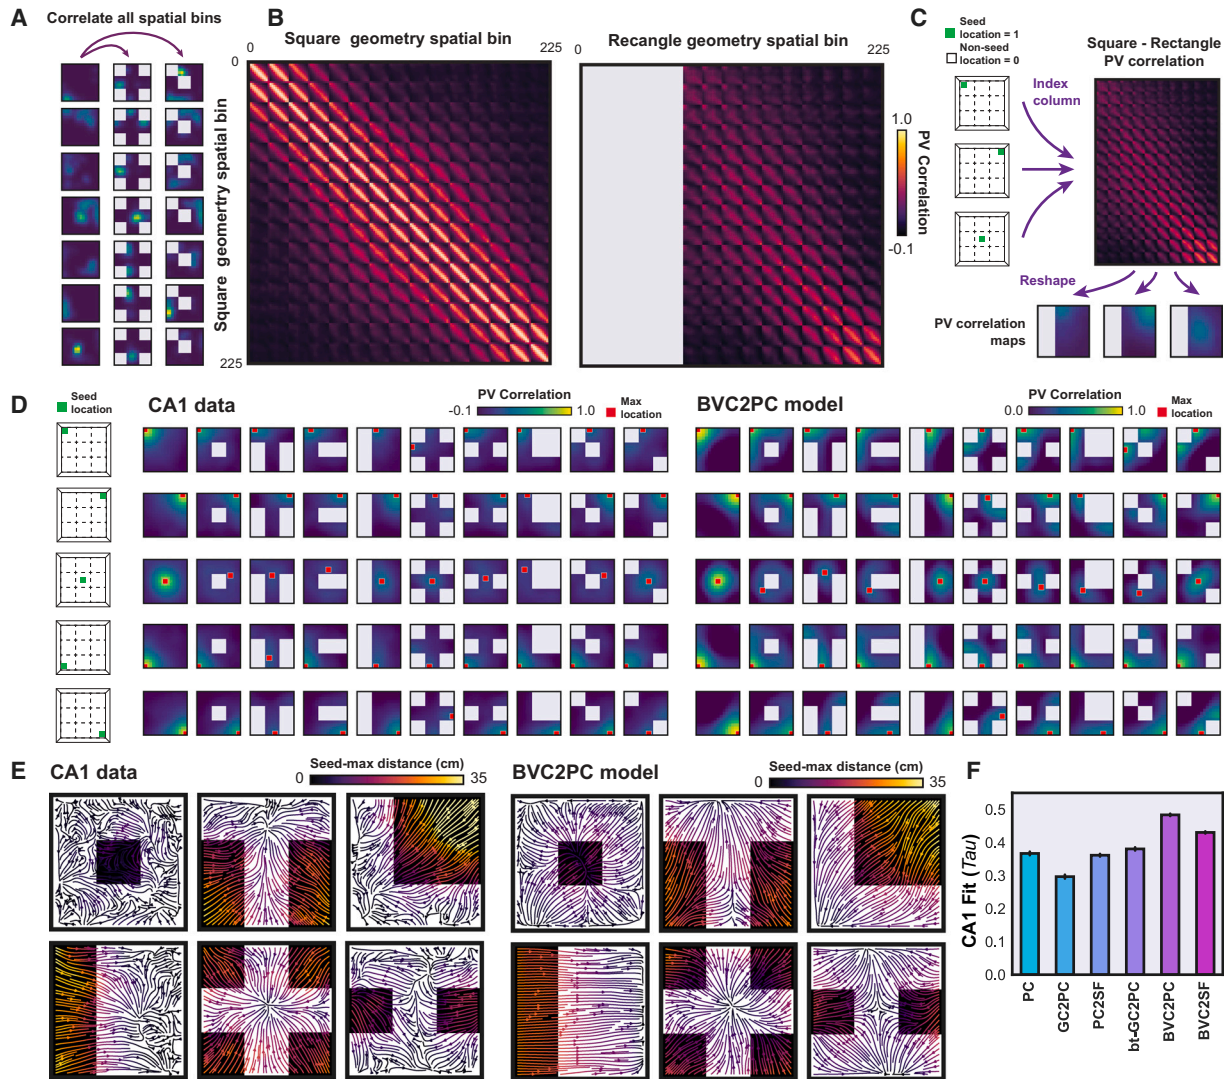 A
Correlate all spatial bins
B
0
Square geometry spatial bin
225
0
Recangle geometry spatial bin
225
0
Square geomertry spatial bin
225
1.0
PV Correlation
-0.1
C
Seed
location = 1
Non-seed
location = 0
Square - Rectangle
PV correlation
Index
column
Reshape
PV correlation
maps
D
Seed
location
CA1 data
PV Correlation
-0.1
1.0
Max
location
BVC2PC model
PV Correlation
0.0
1.0
Max
location
E
CA1 data
Seed-max distance (cm)
0
35
BVC2PC model
Seed-max distance (cm)
0
35
F
CA1 Fit (Tau)
0.5
0.4
0.3
0.2
0.1
0.0
PC
GC2PC
PC2SF
bt-GC2PC
BVC2PC
BVC2SF